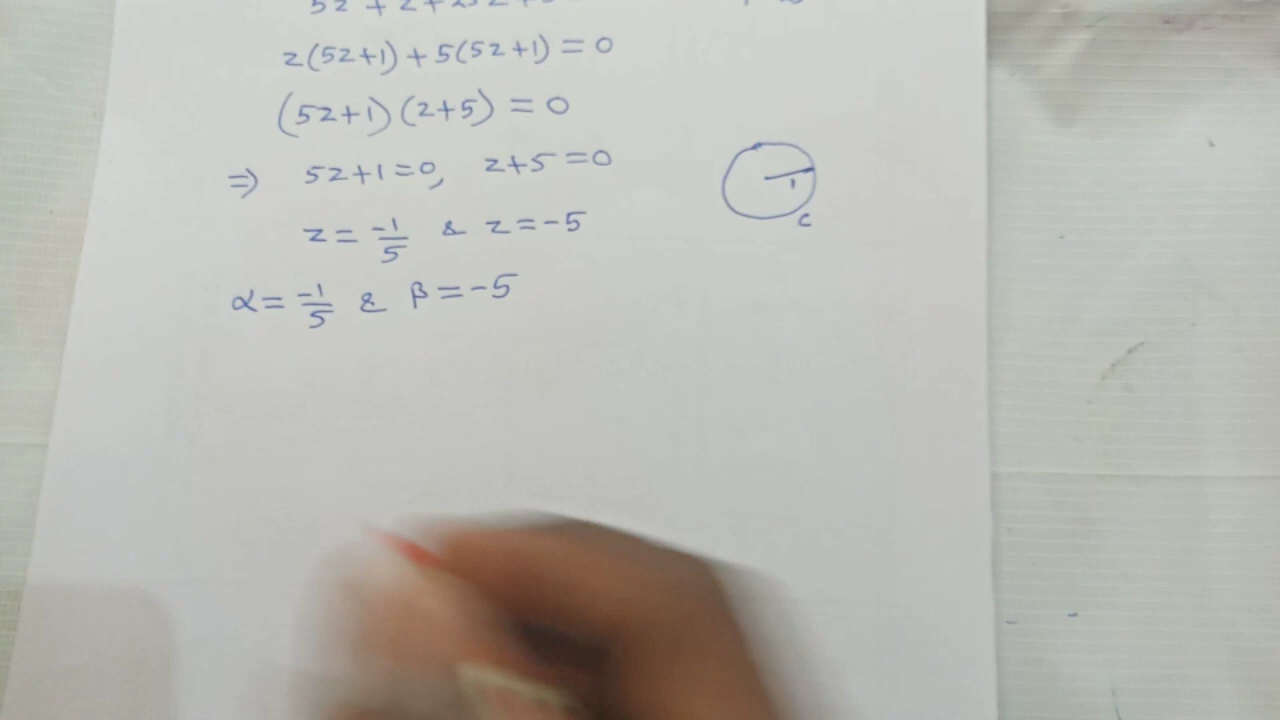 z(5z+1)+5(5z+1)=0
(5z+1)(z+5)=0
⇒ 5z+1=0, z+5=0
z=-1/5 & z=-5
α=-1/5 & β=-5
1
C